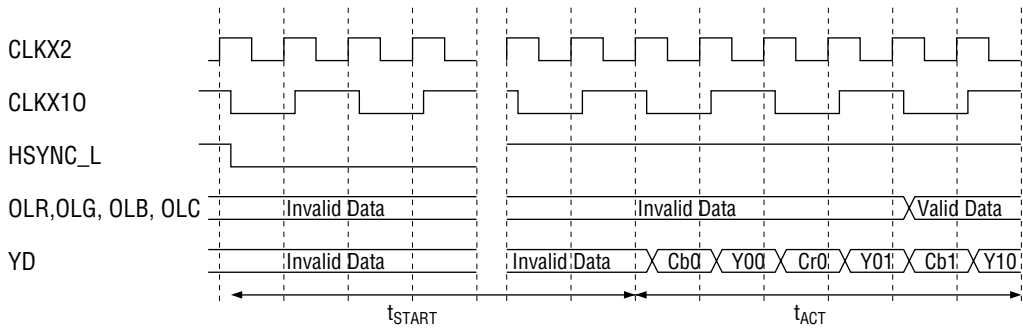 CLKX2
CLKX1O
HSYNC_L
OLR,OLG, OLB, OLC Invalid Data Invalid Data Valid Data
YD Invalid Data Invalid Data Cb0 Y00 Cr0 Y01 Cb1 Y10
tSTART tACT